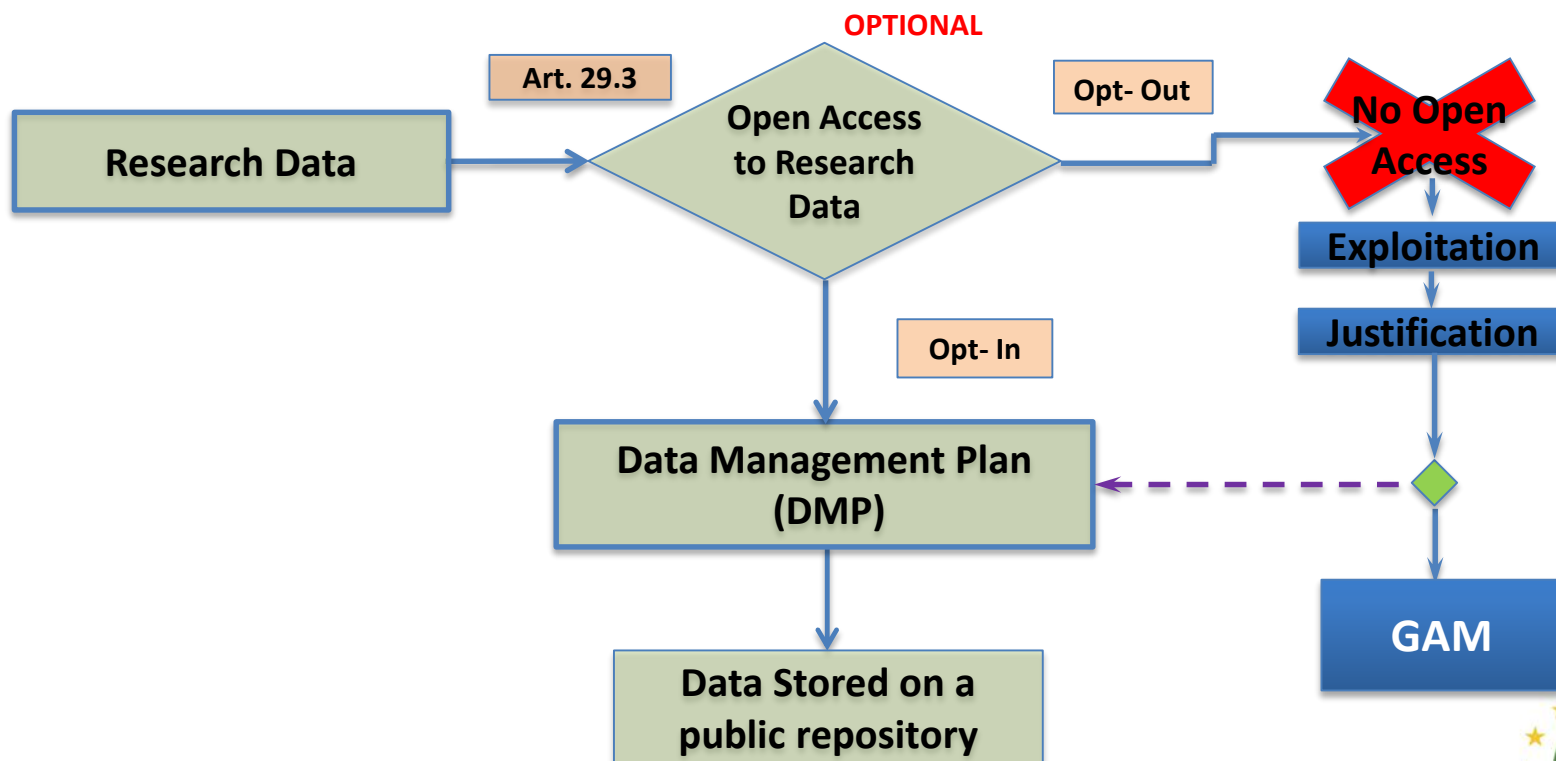 OPTIONAL
Art. 29.3
Opt- Out
Research Data
Open Access
to Research
Data
No Open
Access
Exploitation
Justification
Opt- In
Data Management Plan
(DMP)
GAM
Data Stored on a
public repository